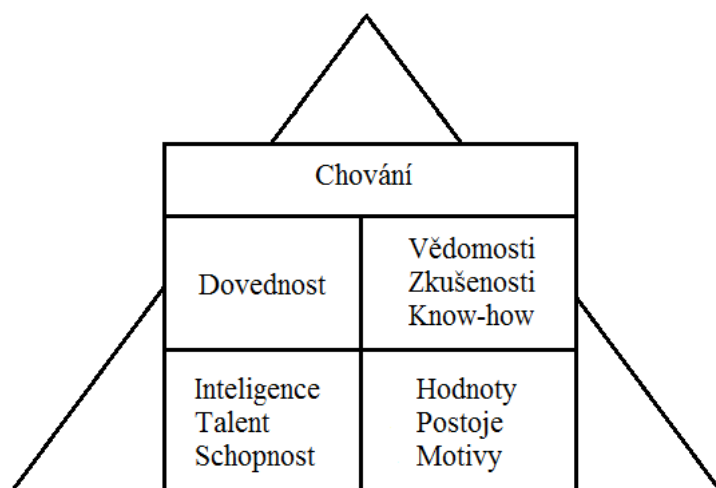 Chování
Dovednost
Vědomosti
Zkušenosti
Know-how
Inteligence
Talent
Schopnost
Hodnoty
Postoje
Motivy